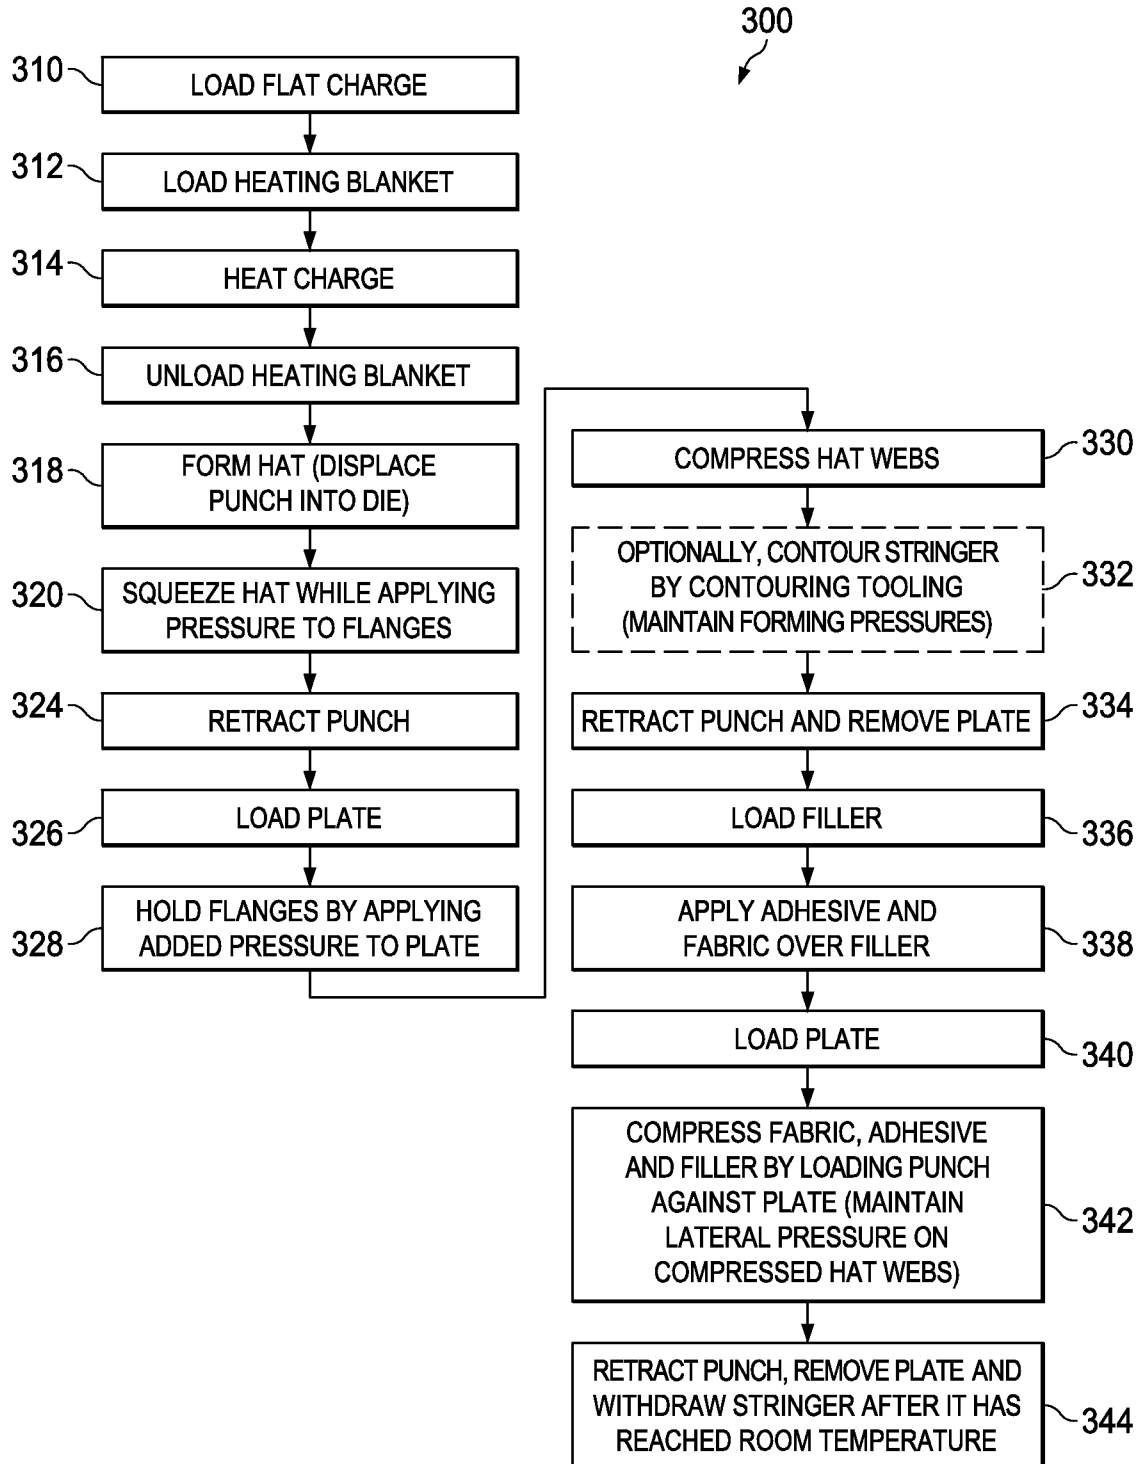 300
310
LOAD FLAT CHARGE
312
LOAD HEATING BLANKET
314
HEAT CHARGE
316
UNLOAD HEATING BLANKET
318
FORM HAT (DISPLACE
PUNCH INTO DIE)
320
SQUEEZE HAT WHILE APPLYING
PRESSURE TO FLANGES
324
RETRACT PUNCH
326
LOAD PLATE
328
HOLD FLANGES BY APPLYING
ADDED PRESSURE TO PLATE
COMPRESS HAT WEBS
330
OPTIONALLY, CONTOUR STRINGER
BY CONTOURING TOOLING
(MAINTAIN FORMING PRESSURES)
332
RETRACT PUNCH AND REMOVE PLATE
334
LOAD FILLER
336
APPLY ADHESIVE AND
FABRIC OVER FILLER
338
LOAD PLATE
340
COMPRESS FABRIC, ADHESIVE
AND FILLER BY LOADING PUNCH
AGAINST PLATE (MAINTAIN
LATERAL PRESSURE ON
COMPRESSED HAT WEBS)
342
RETRACT PUNCH, REMOVE PLATE AND
WITHDRAW STRINGER AFTER IT HAS
REACHED ROOM TEMPERATURE
344